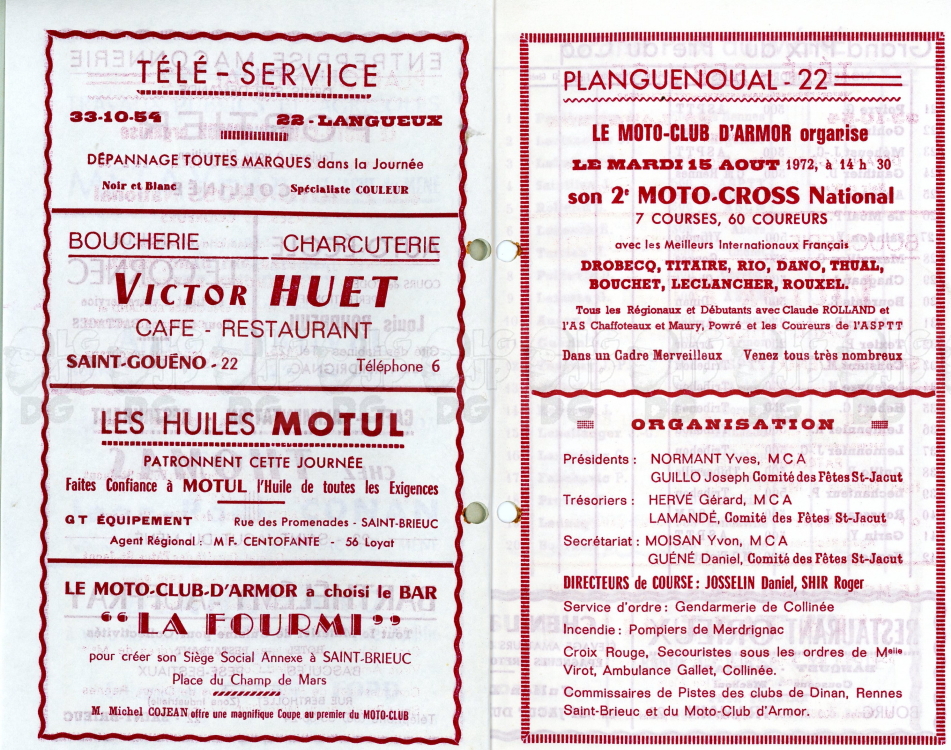 TÉLÉ-SERVICE
33-10-54 22 - LANGUEUX
DÉPANNAGE TOUTES MARQUES dans la Journée
Noir et Blanc Spécialiste COULEUR
BOUCHERIE CHARCUTERIE
VICTOR HUET
CAFE - RESTAURANT
SAINT-GOUÉNO - 22 Téléphone 6
LES HUILES MOTUL
PATRONNENT CETTE JOURNÉE
Faites Confiance à MOTUL l'Huile de toutes les Exigences
GT ÉQUIPEMENT Rue des Promenades - SAINT-BRIEUC
Agent Régional : M F. CENTOFANTE - 56 Loyat
LE MOTO-CLUB-D'ARMOR a choisi le BAR
“ LA FOURMI ”
pour créer son Siège Social Annexe à SAINT-BRIEUC
Place du Champ de Mars
M. Michel COJEAN offre une magnifique Coupe au premier du MOTO-CLUB
PLANGUENOUAL - 22
LE MOTO-CLUB D'ARMOR organise
LE MARDI 15 AOUT 1972, à 14 h 30
son 2e MOTO-CROSS National
7 COURSES, 60 COUREURS
avec les Meilleurs Internationaux Français
DROBECQ, TITAIRE, RIO, DANO, THUAL,
BOUCHET, LECLANCHER, ROUXEL.
Tous les Régionaux et Débutants avec Claude ROLLAND et
l'AS Chaffoteaux et Maury, Powré et les Coureurs de l'ASPTT
Dans un Cadre Merveilleux Venez tous très nombreux
ORGANISATION
Présidents : NORMANT Yves, M C A
GUILLO Joseph Comité des Fêtes St-Jacut
Trésoriers : HERVÉ Gérard, M C A
LAMANDÉ, Comité des Fêtes St-Jacut
Secrétariat : MOISAN Yvon, M C A
GUÉNÉ Daniel, Comité des Fêtes St-Jacut
DIRECTEURS de COURSE : JOSSELIN Daniel, SHIR Roger
Service d'ordre : Gendarmerie de Collinée
Incendie : Pompiers de Merdrignac
Croix Rouge, Secouristes sous les ordres de Melle
Virot, Ambulance Gallet, Collinée.
Commissaires de Pistes des clubs de Dinan, Rennes
Saint-Brieuc et du Moto-Club d'Armor.